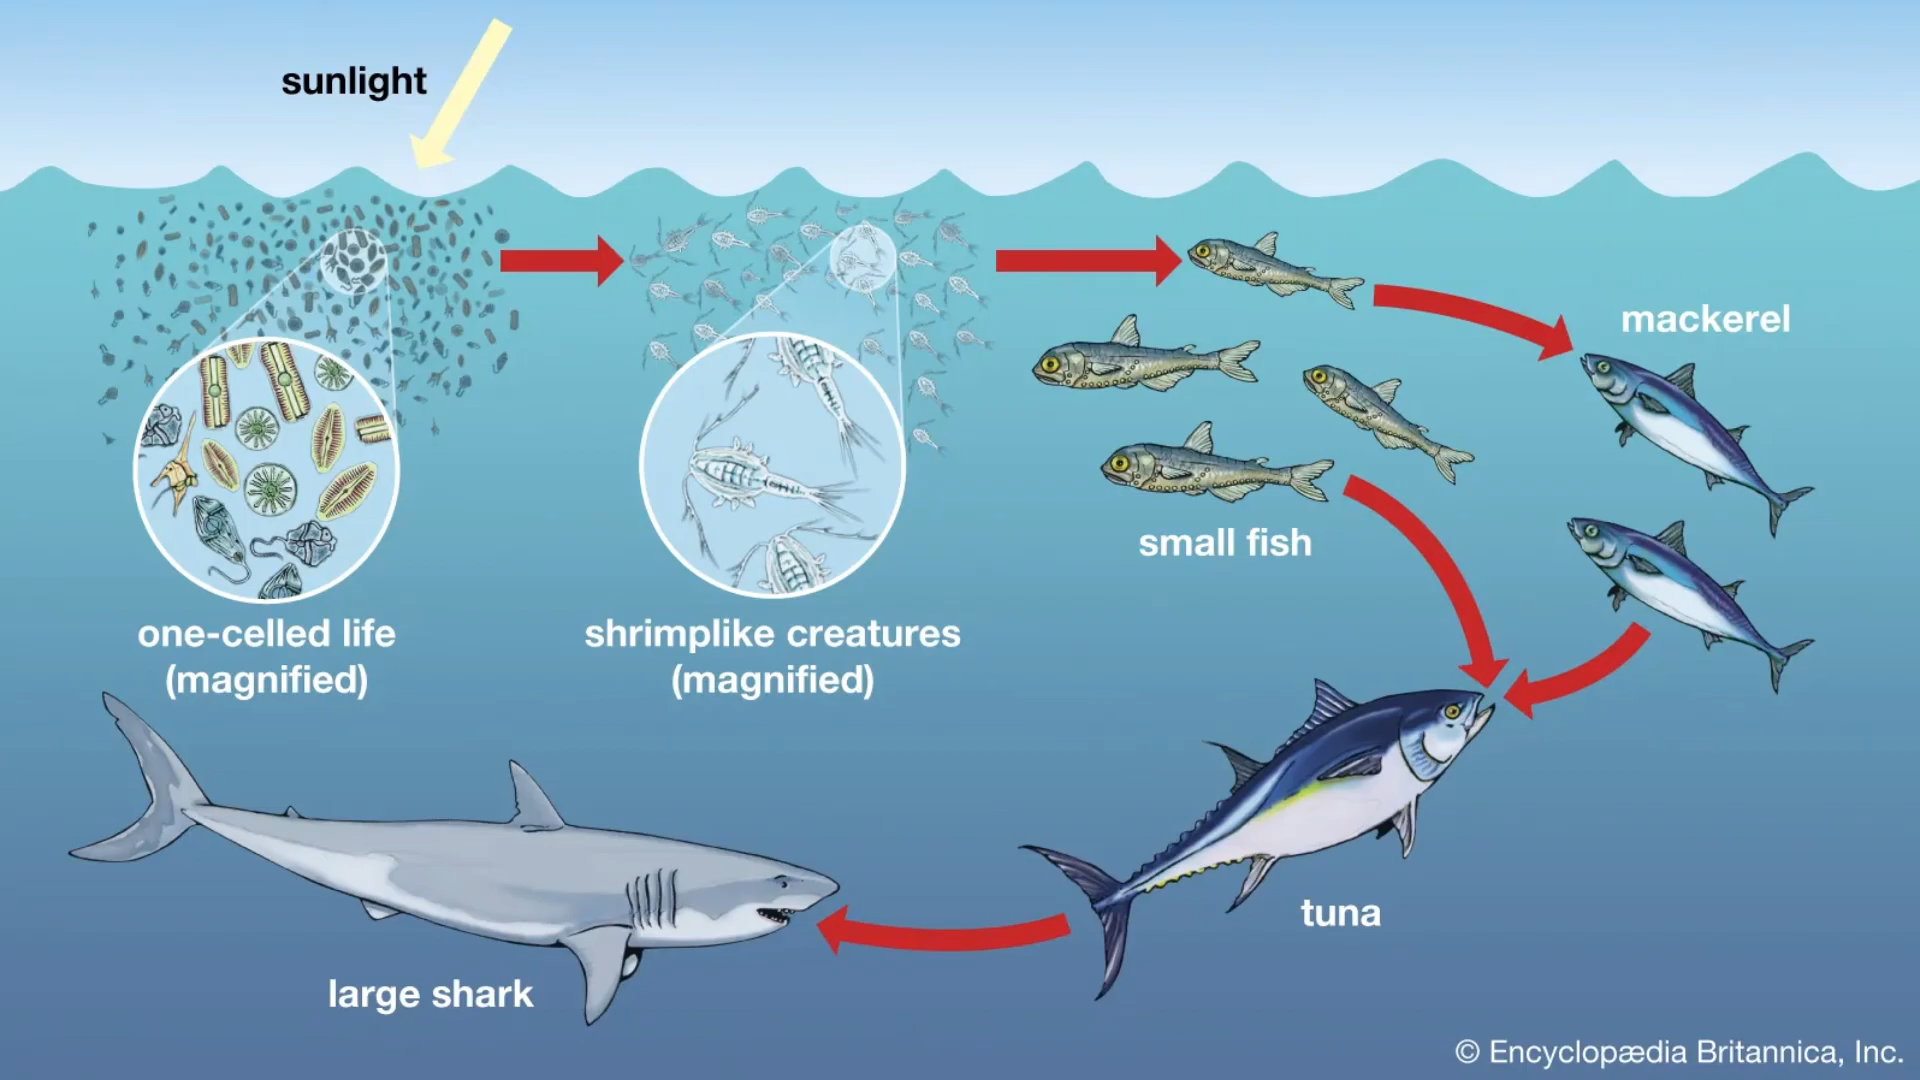 sunlight
mackerel
small fish
one-celled life
(magnified)
shrimplike creatures
(magnified)
tuna
large shark
© Encyclopædia Britannica, Inc.